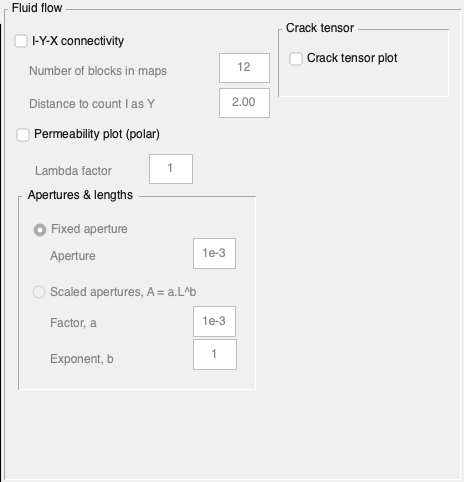 Fluid flow
I-Y-X connectivity
Number of blocks in maps 12
Distance to count I as Y 2.00
Permeability plot (polar)
Lambda factor 1
Apertures & lengths
Fixed aperture
Aperture 1e-3
Scaled apertures, A = a.L^b
Factor, a 1e-3
Exponent, b 1
Crack tensor
Crack tensor plot